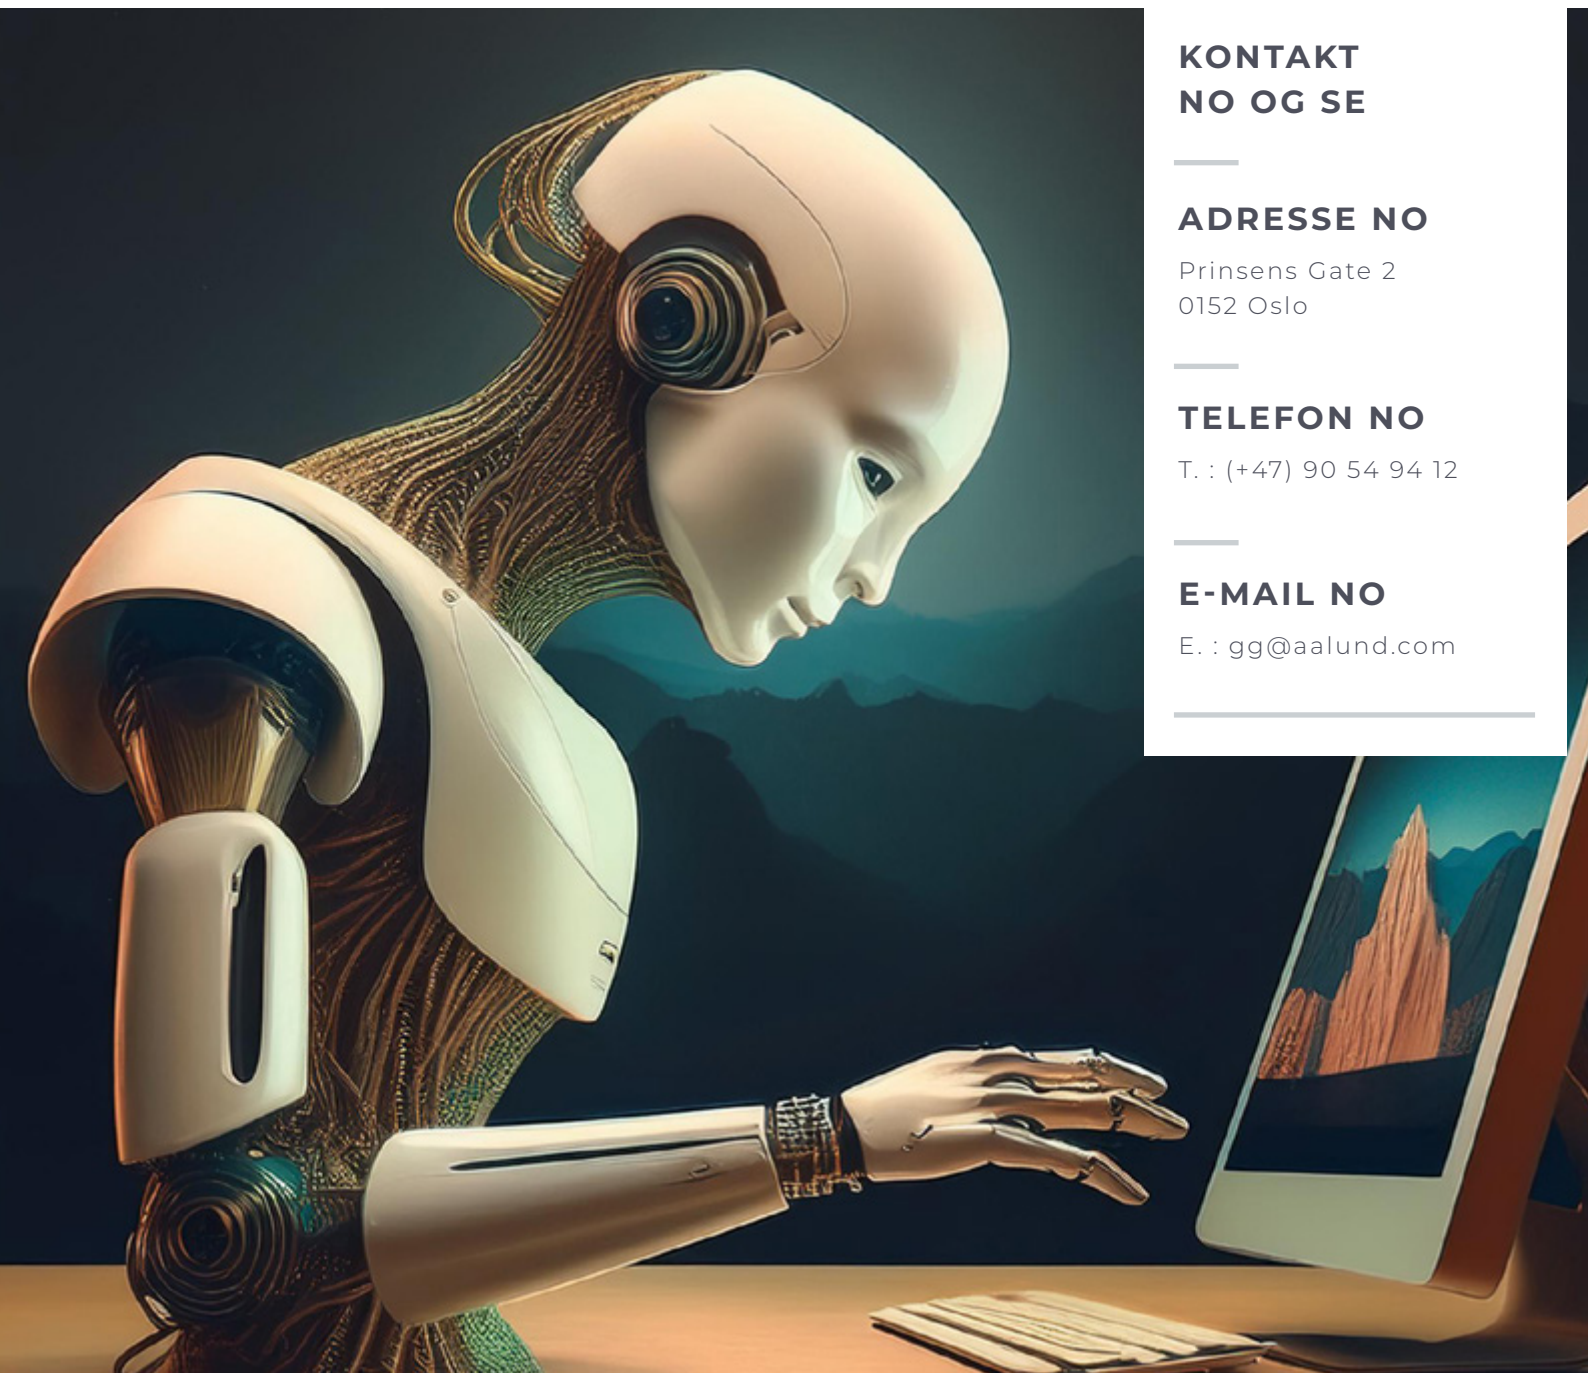 KONTAKT
NO OG SE
ADRESSE NO
Prinsens Gate 2
0152 Oslo
TELEFON NO
T. : (+47) 90 54 94 12
E-MAIL NO
E. : gg@aalund.com